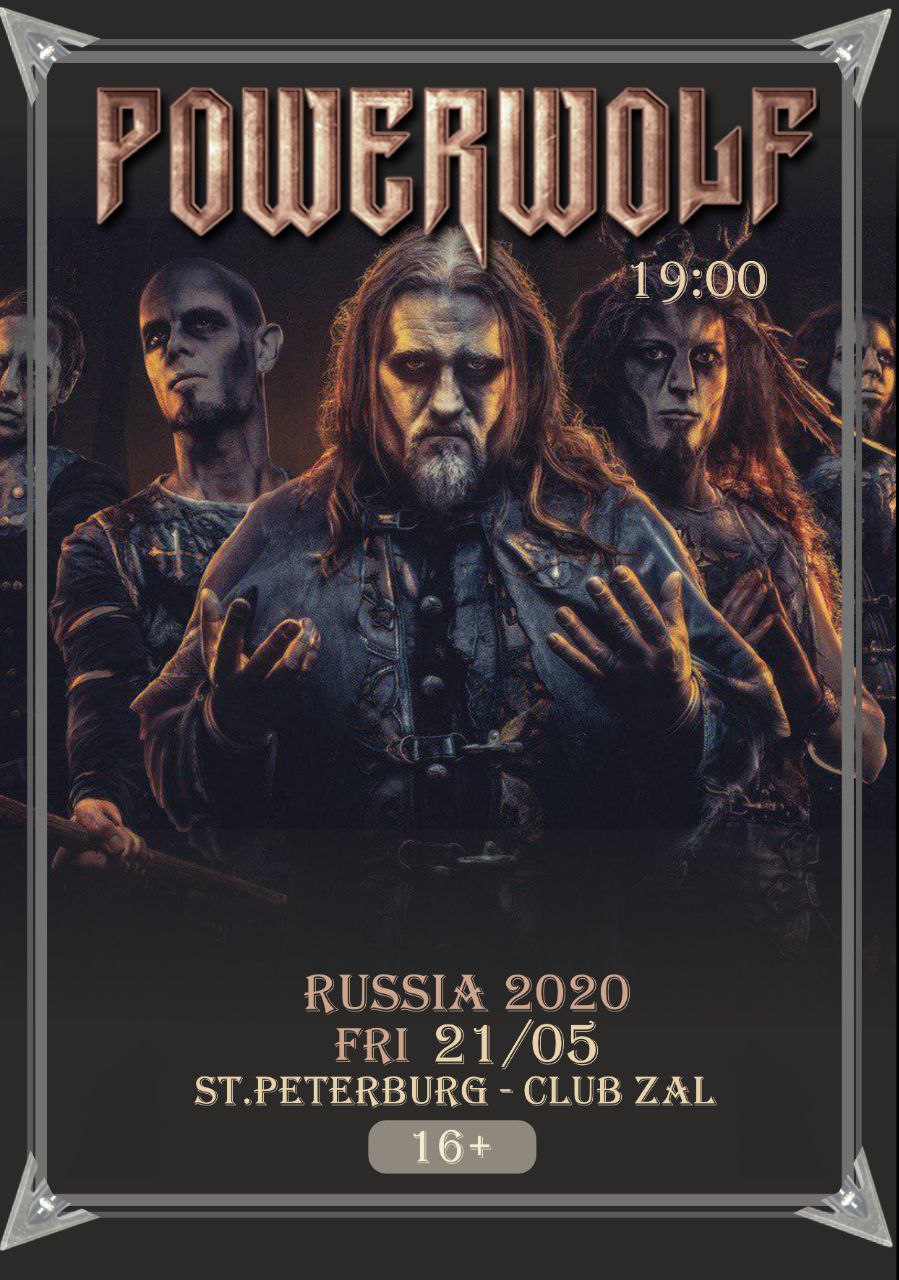 POWERWOLF
19:00
RUSSIA 2020
FRI 21/05
ST.PETERBURG - CLUB ZAL
16+